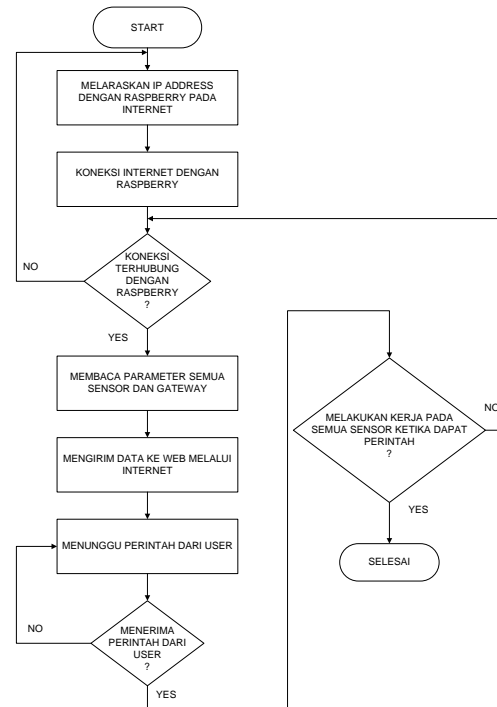 START
MELARASKAN IP ADDRESS
DENGAN RASPBERRY PADA
INTERNET
KONEKSI INTERNET DENGAN
RASPBERRY
KONEKSI
TERHUBUNG
DENGAN
RASPBERRY
?
NO
YES
MEMBACA PARAMETER SEMUA
SENSOR DAN GATEWAY
MENGIRIM DATA KE WEB MELALUI
INTERNET
MENUNGGU PERINTAH DARI USER
MENERIMA
PERINTAH DARI
USER
?
NO
YES
MELAKUKAN KERJA PADA
SEMUA SENSOR KETIKA DAPAT
PERINTAH
?
NO
YES
SELESAI